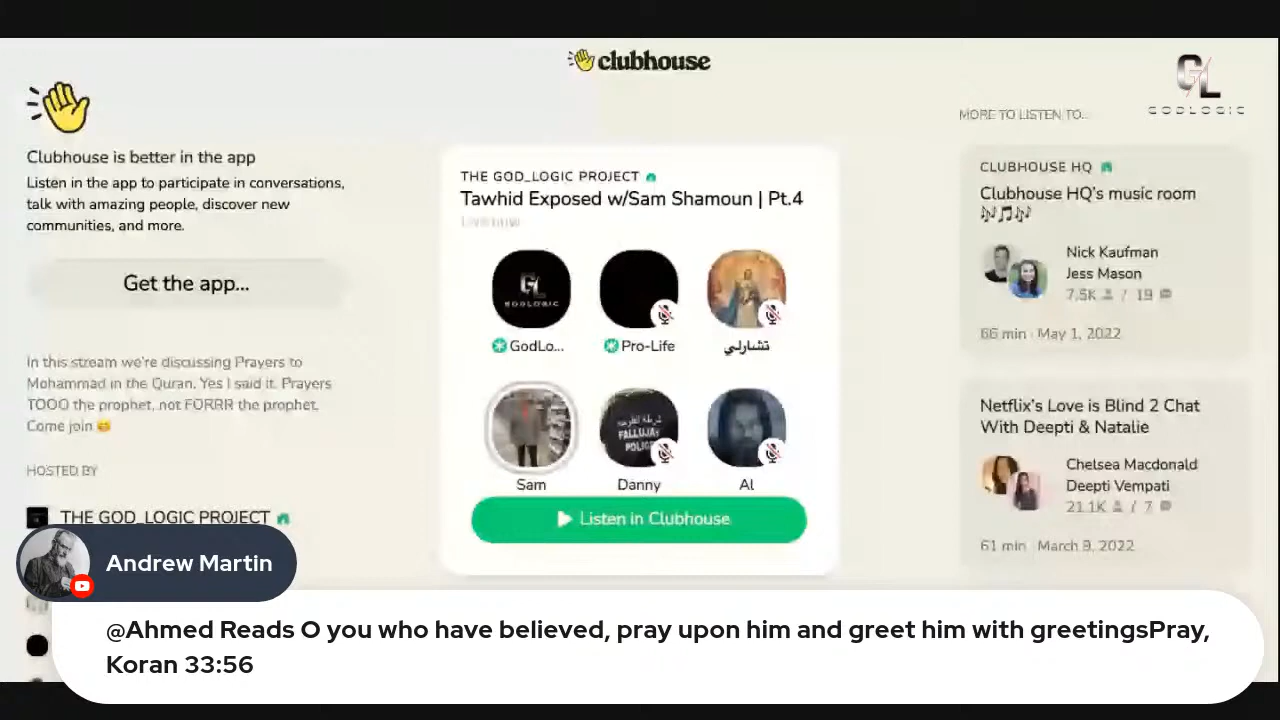 clubhouse
GL
GODLOGIC
MORE TO LISTEN TO...
Clubhouse is better in the app
Listen in the app to participate in conversations,
talk with amazing people, discover new
communities, and more.
Get the app...
In this stream we're discussing Prayers to
Mohammad in the Quran. Yes I said it. Prayers
TOOO the prophet, not FORRR the prophet.
Come join 😊
HOSTED BY
THE GOD_LOGIC PROJECT
THE GOD_LOGIC PROJECT
Tawhid Exposed w/Sam Shamoun | Pt.4
Live now
GL
GODLOGIC
GodLo...
Pro-Life
تشارلي
FALLUJAH
POLICE
Sam
Danny
Al
Listen in Clubhouse
CLUBHOUSE HQ
Clubhouse HQ's music room
🎶🎵🎶
Nick Kaufman
Jess Mason
7.5K / 19
66 min · May 1, 2022
Netflix's Love is Blind 2 Chat
With Deepti & Natalie
Chelsea Macdonald
Deepti Vempati
21.1K / 7
61 min · March 9, 2022
Andrew Martin
@Ahmed Reads O you who have believed, pray upon him and greet him with greetingsPray,
Koran 33:56